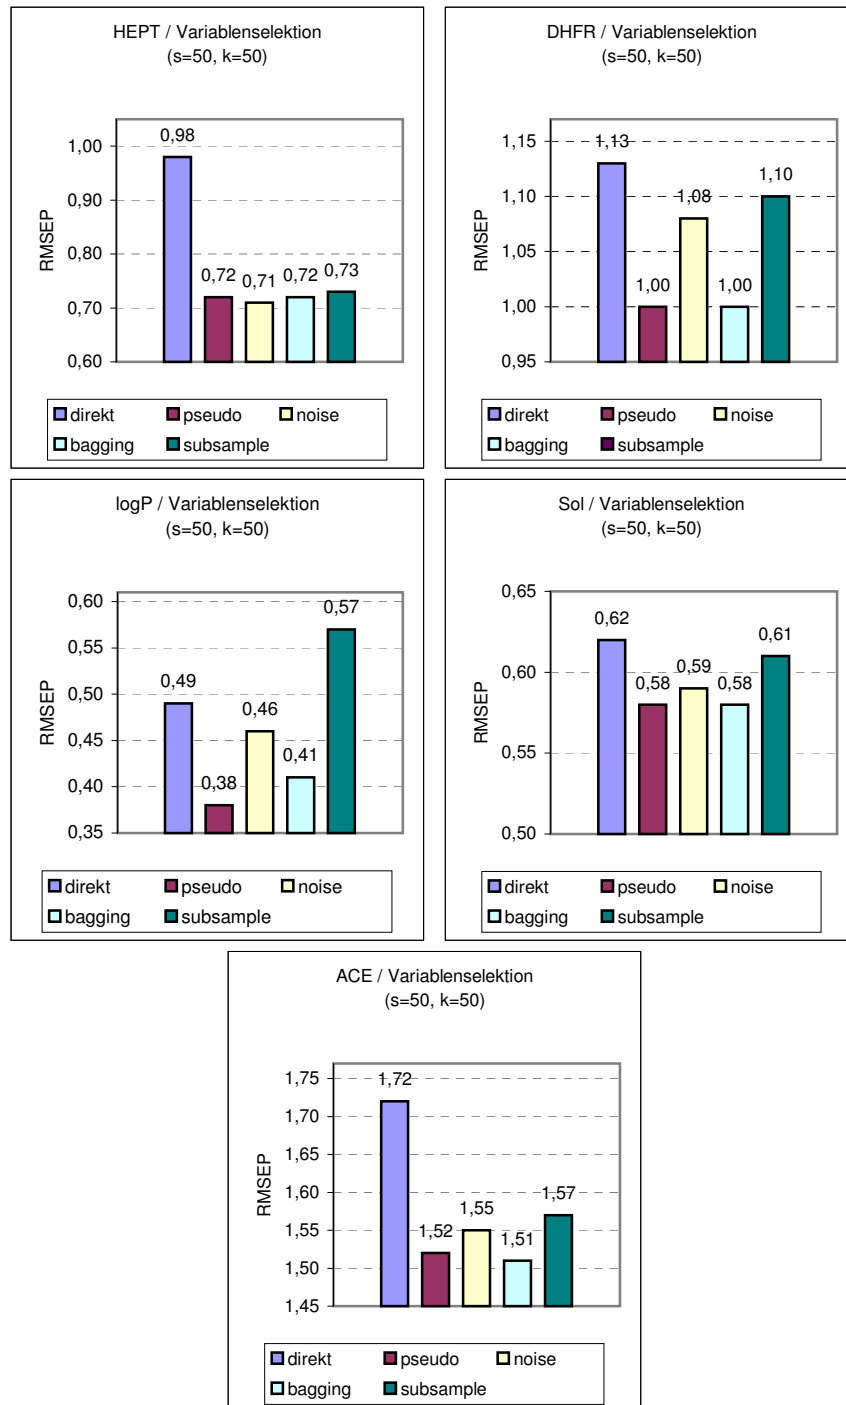 HEPT / Variablenselektion
(s=50, k=50)
0,98
1,00
0,90
0,80
0,72
0,71
0,72
0,73
0,70
0,60
RMSEP
direkt pseudo noise
bagging subsample
DHFR / Variablenselektion
(s=50, k=50)
1,15
1,13
1,10
1,10
1,08
1,05
1,00
1,00
1,00
0,95
RMSEP
direkt pseudo noise
bagging subsample
logP / Variablenselektion
(s=50, k=50)
0,60
0,57
0,55
0,49
0,50
0,46
0,45
0,41
0,40
0,38
0,35
RMSEP
direkt pseudo noise
bagging subsample
Sol / Variablenselektion
(s=50, k=50)
0,65
0,62
0,61
0,60
0,58
0,59
0,58
0,55
0,50
RMSEP
direkt pseudo noise
bagging subsample
ACE / Variablenselektion
(s=50, k=50)
1,75
1,72
1,70
1,65
1,60
1,57
1,55
1,55
1,52
1,51
1,50
1,45
RMSEP
direkt pseudo noise
bagging subsample